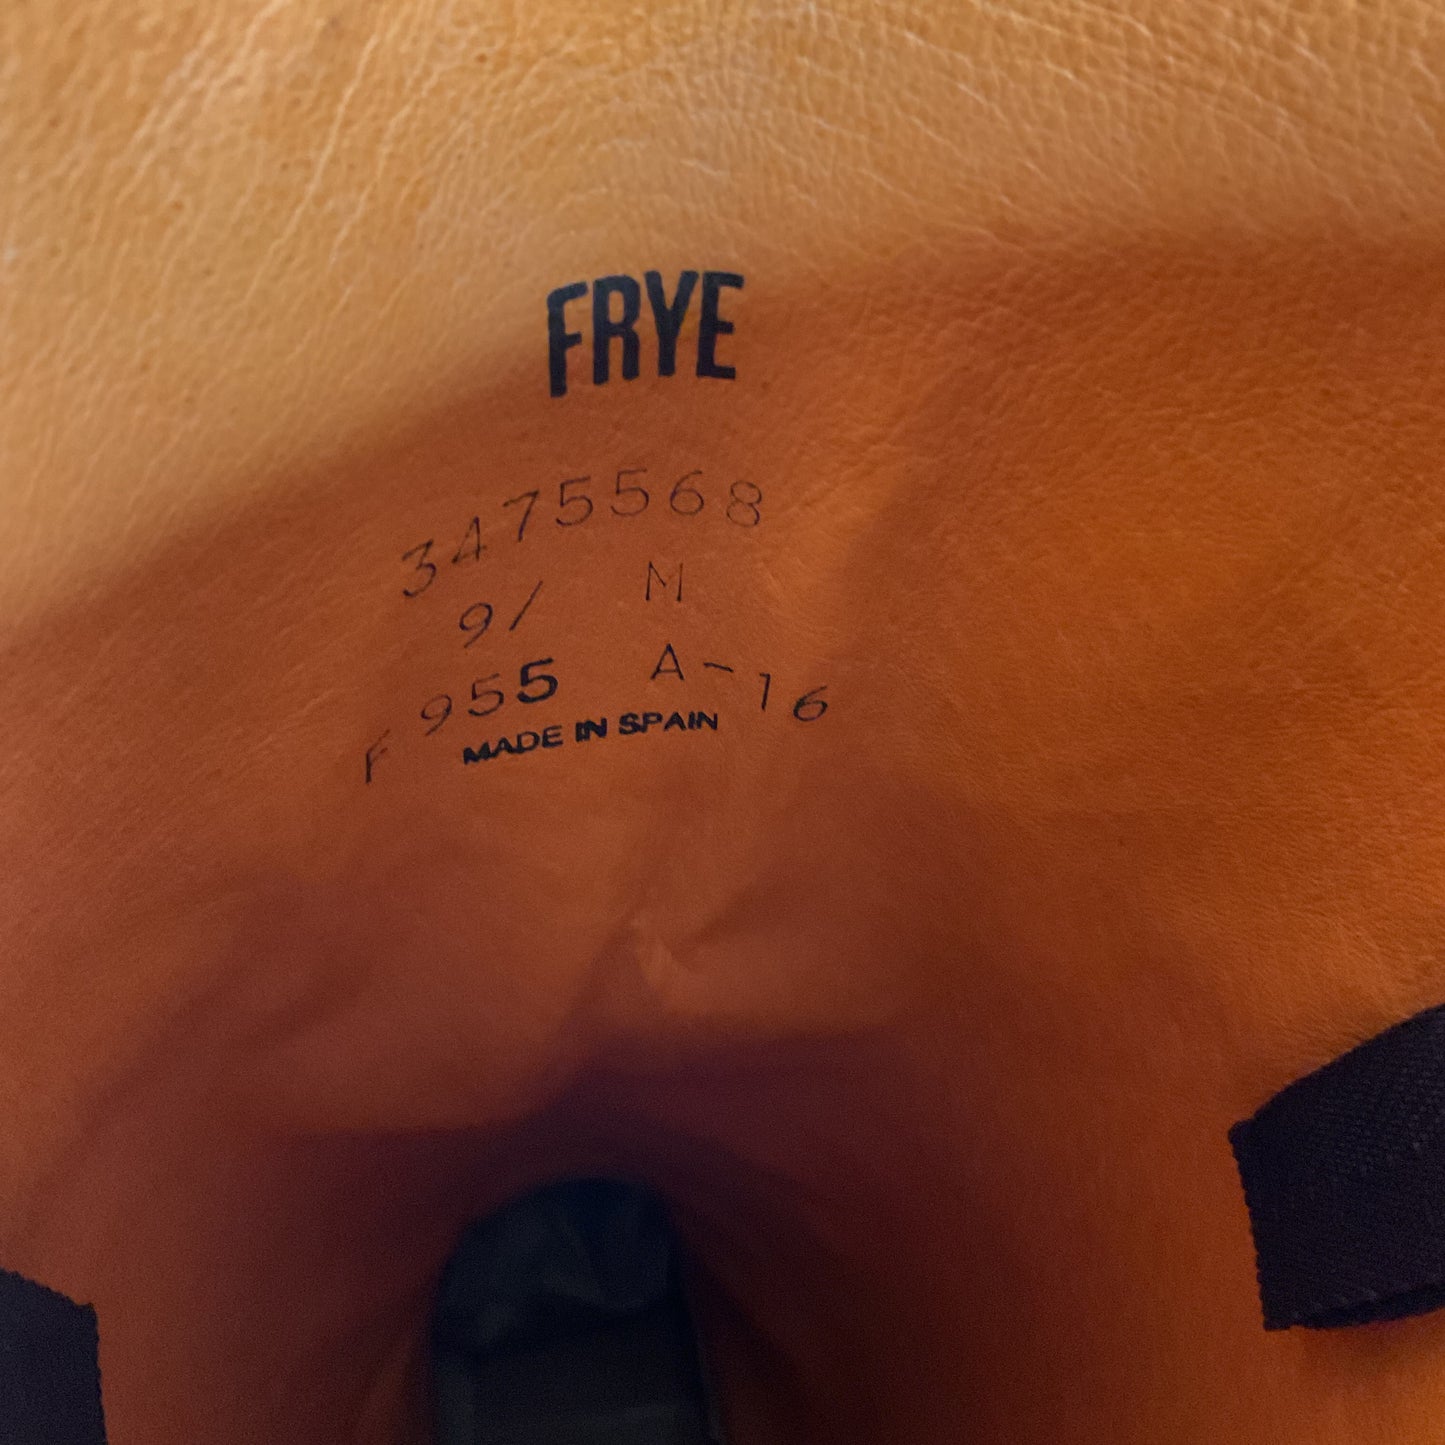 FRYE
3475568
9/ M
F 955 A-16
MADE IN SPAIN